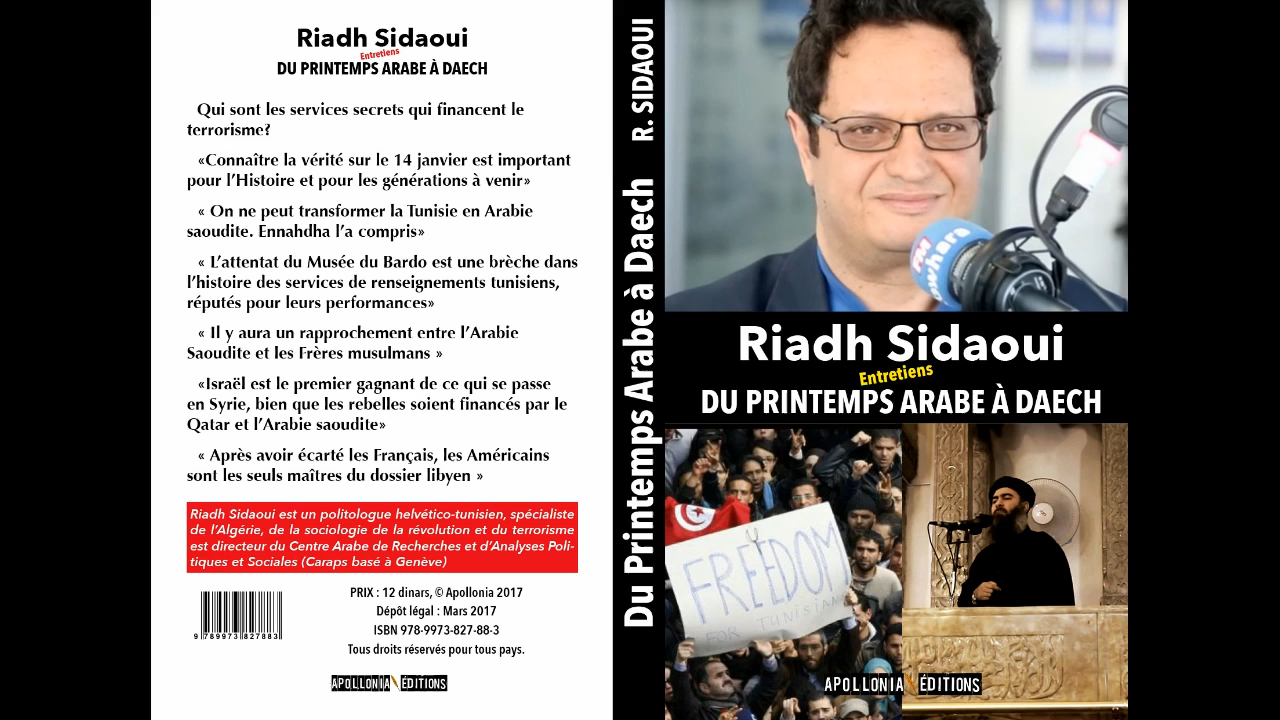 Riadh Sidaoui
Entretiens
DU PRINTEMPS ARABE À DAECH
Qui sont les services secrets qui financent le
terrorisme?
«Connaître la vérité sur le 14 janvier est important
pour l'Histoire et pour les générations à venir»
« On ne peut transformer la Tunisie en Arabie
saoudite. Ennahdha l'a compris»
« L'attentat du Musée du Bardo est une brèche dans
l'histoire des services de renseignements tunisiens,
réputés pour leurs performances»
« Il y aura un rapprochement entre l'Arabie
Saoudite et les Frères musulmans »
«Israël est le premier gagnant de ce qui se passe
en Syrie, bien que les rebelles soient financés par le
Qatar et l'Arabie saoudite»
« Après avoir écarté les Français, les Américains
sont les seuls maîtres du dossier libyen »
Riadh Sidaoui est un politologue helvético-tunisien, spécialiste
de l'Algérie, de la sociologie de la révolution et du terrorisme
est directeur du Centre Arabe de Recherches et d'Analyses Poli-
tiques et Sociales (Caraps basé à Genève)
9 789973 827883
PRIX : 12 dinars, © Apollonia 2017
Dépôt légal : Mars 2017
ISBN 978-9973-827-88-3
Tous droits réservés pour tous pays.
APOLLONIA ÉDITIONS
Du Printemps Arabe à Daech R. SIDAOUI
FM
Riadh Sidaoui
Entretiens
DU PRINTEMPS ARABE À DAECH
FREEDOM
FOR TUNISIAN
APOLLONIA ÉDITIONS